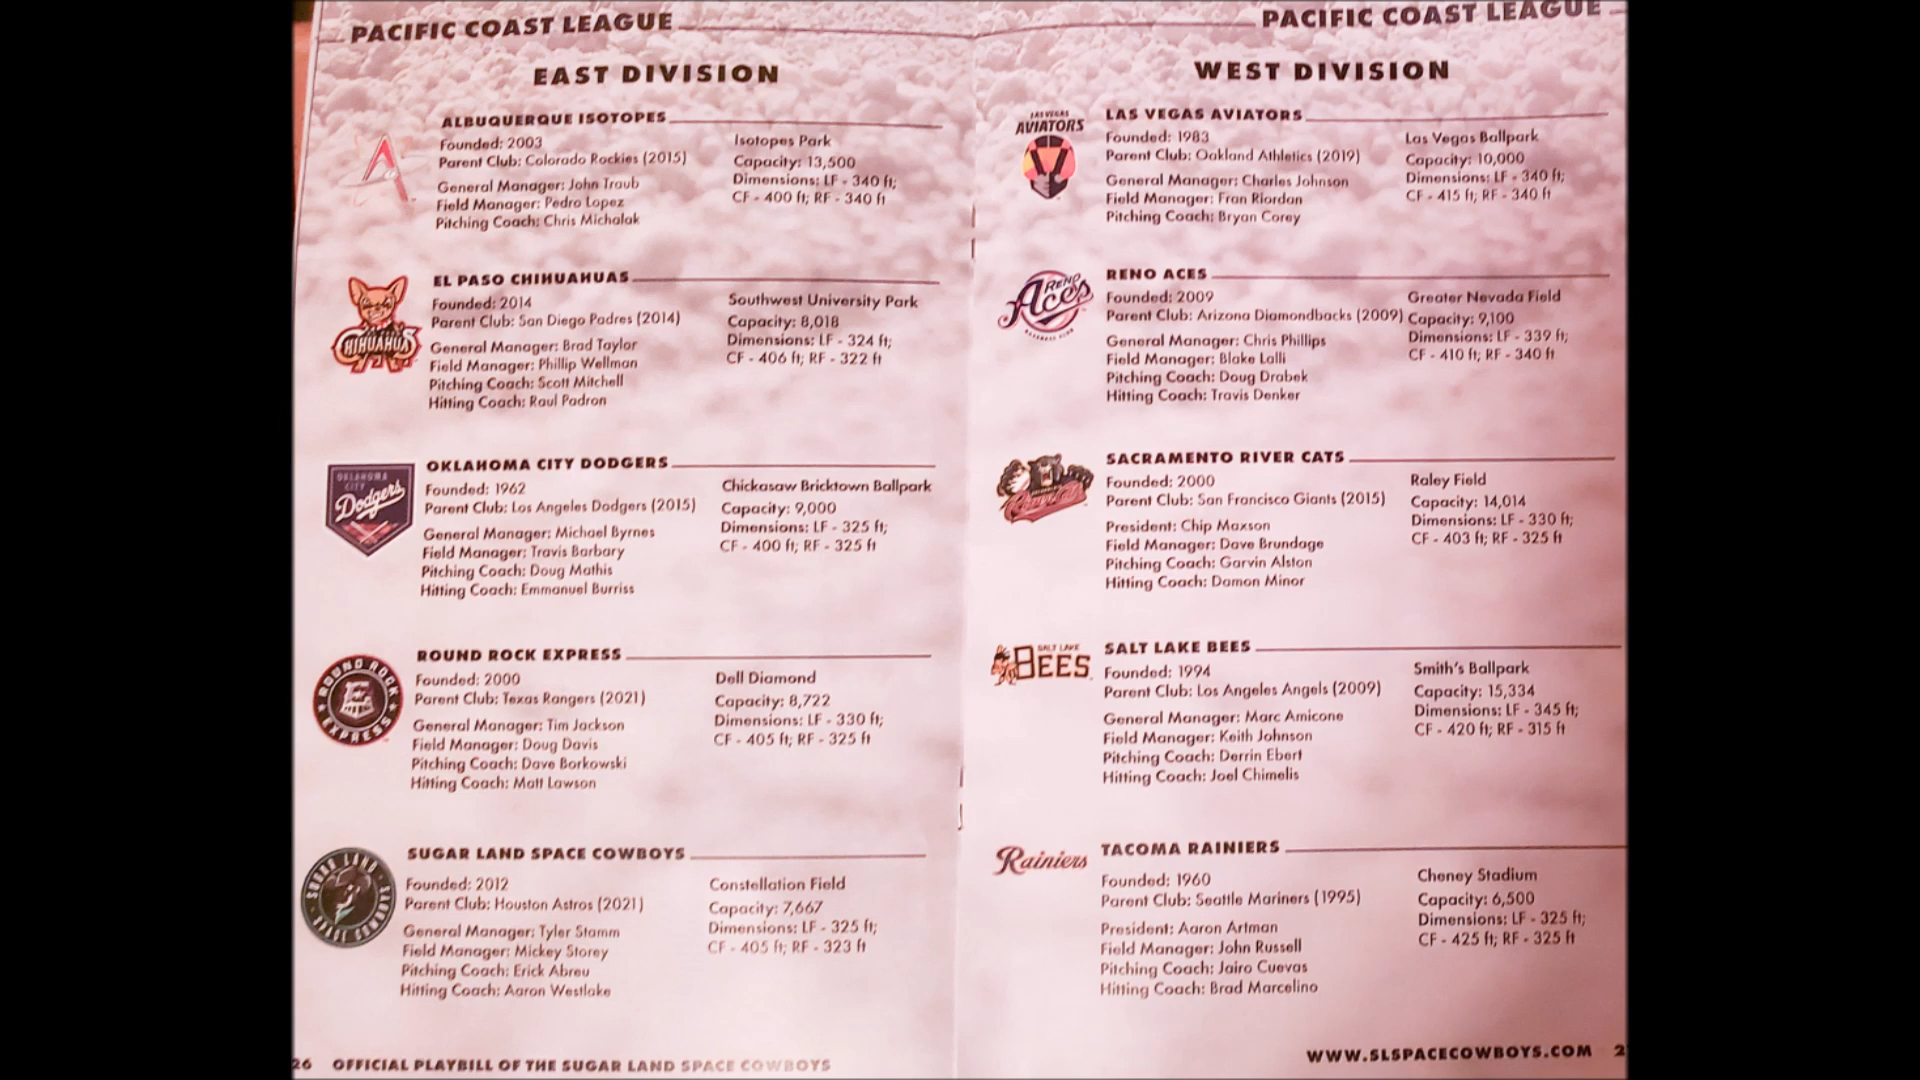 PACIFIC COAST LEAGUE
EAST DIVISION
ALBUQUERQUE ISOTOPES
Founded: 2003
Parent Club: Colorado Rockies (2015)
General Manager: John Traub
Field Manager: Pedro Lopez
Pitching Coach: Chris Michalak
Isotopes Park
Capacity: 13,500
Dimensions: LF - 340 ft;
CF - 400 ft; RF - 340 ft
EL PASO CHIHUAHUAS
CHIHUAHUAS
Founded: 2014
Parent Club: San Diego Padres (2014)
General Manager: Brad Taylor
Field Manager: Phillip Wellman
Pitching Coach: Scott Mitchell
Hitting Coach: Raul Padron
Southwest University Park
Capacity: 8,018
Dimensions: LF - 324 ft;
CF - 406 ft; RF - 322 ft
OKLAHOMA CITY DODGERS
OKLAHOMA
CITY
Dodgers
Founded: 1962
Parent Club: Los Angeles Dodgers (2015)
General Manager: Michael Byrnes
Field Manager: Travis Barbary
Pitching Coach: Doug Mathis
Hitting Coach: Emmanuel Burriss
Chickasaw Bricktown Ballpark
Capacity: 9,000
Dimensions: LF - 325 ft;
CF - 400 ft; RF - 325 ft
ROUND ROCK EXPRESS
ROUND ROCK
EXPRESS
Founded: 2000
Parent Club: Texas Rangers (2021)
General Manager: Tim Jackson
Field Manager: Doug Davis
Pitching Coach: Dave Borkowski
Hitting Coach: Matt Lawson
Dell Diamond
Capacity: 8,722
Dimensions: LF - 330 ft;
CF - 405 ft; RF - 325 ft
SUGAR LAND SPACE COWBOYS
SUGAR LAND
SPACE COWBOYS
Founded: 2012
Parent Club: Houston Astros (2021)
General Manager: Tyler Stamm
Field Manager: Mickey Storey
Pitching Coach: Erick Abreu
Hitting Coach: Aaron Westlake
Constellation Field
Capacity: 7,667
Dimensions: LF - 325 ft;
CF - 405 ft; RF - 323 ft
26 OFFICIAL PLAYBILL OF THE SUGAR LAND SPACE COWBOYS
PACIFIC COAST LEAGUE
WEST DIVISION
LAS VEGAS AVIATORS
LAS VEGAS
AVIATORS
Founded: 1983
Parent Club: Oakland Athletics (2019)
General Manager: Charles Johnson
Field Manager: Fran Riordan
Pitching Coach: Bryan Corey
Las Vegas Ballpark
Capacity: 10,000
Dimensions: LF - 340 ft;
CF - 415 ft; RF - 340 ft
RENO ACES
RENO
Aces
BASEBALL CLUB
Founded: 2009
Parent Club: Arizona Diamondbacks (2009)
General Manager: Chris Phillips
Field Manager: Blake Lalli
Pitching Coach: Doug Drabek
Hitting Coach: Travis Denker
Greater Nevada Field
Capacity: 9,100
Dimensions: LF - 339 ft;
CF - 410 ft; RF - 340 ft
SACRAMENTO RIVER CATS
Founded: 2000
Parent Club: San Francisco Giants (2015)
President: Chip Maxson
Field Manager: Dave Brundage
Pitching Coach: Garvin Alston
Hitting Coach: Damon Minor
Raley Field
Capacity: 14,014
Dimensions: LF - 330 ft;
CF - 403 ft; RF - 325 ft
SALT LAKE BEES
SALT LAKE
BEES
Founded: 1994
Parent Club: Los Angeles Angels (2009)
General Manager: Marc Amicone
Field Manager: Keith Johnson
Pitching Coach: Derrin Ebert
Hitting Coach: Joel Chimelis
Smith's Ballpark
Capacity: 15,334
Dimensions: LF - 345 ft;
CF - 420 ft; RF - 315 ft
TACOMA RAINIERS
Rainiers
Founded: 1960
Parent Club: Seattle Mariners (1995)
President: Aaron Artman
Field Manager: John Russell
Pitching Coach: Jairo Cuevas
Hitting Coach: Brad Marcelino
Cheney Stadium
Capacity: 6,500
Dimensions: LF - 325 ft;
CF - 425 ft; RF - 325 ft
WWW.SLSPACECOWBOYS.COM 2